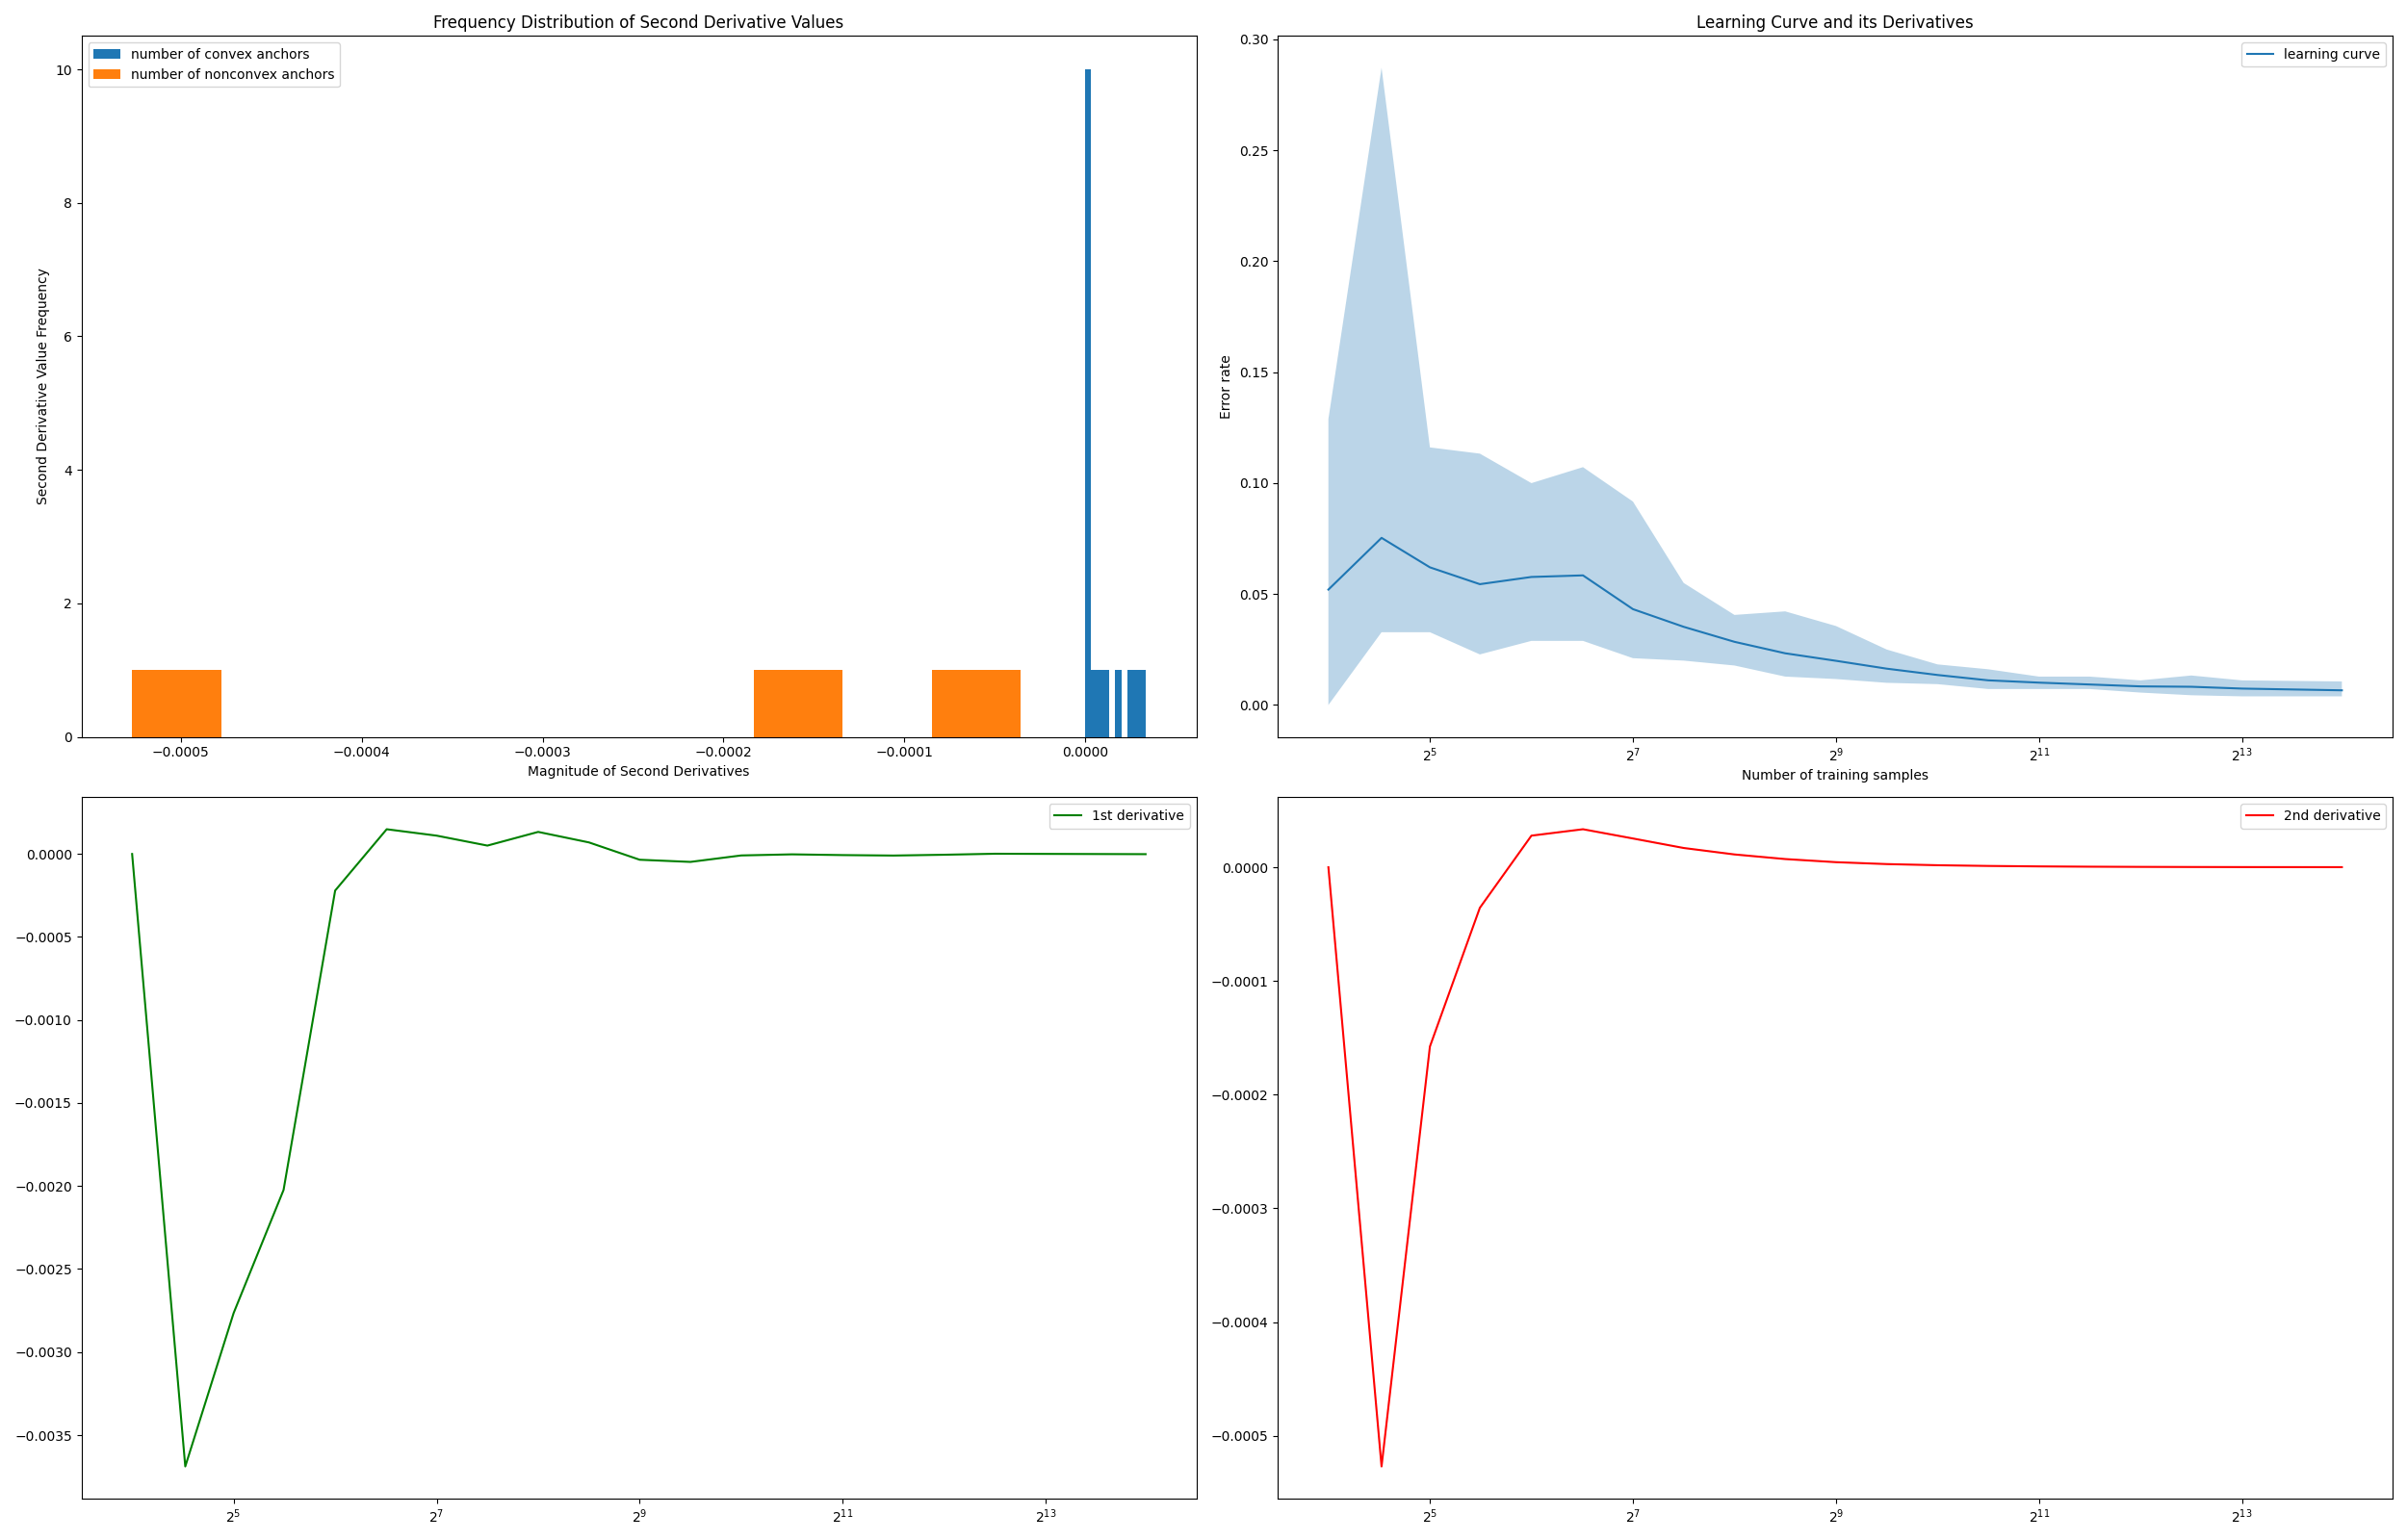 Frequency Distribution of Second Derivative Values
number of convex anchors
number of nonconvex anchors
10
8
6
4
2
0
Second Derivative Value Frequency
−0.0005 −0.0004 −0.0003 −0.0002 −0.0001 0.0000
Magnitude of Second Derivatives
Learning Curve and its Derivatives
learning curve
0.30
0.25
0.20
0.15
0.10
0.05
0.00
Error rate
2^5 2^7 2^9 2^11 2^13
Number of training samples
1st derivative
0.0000
−0.0005
−0.0010
−0.0015
−0.0020
−0.0025
−0.0030
−0.0035
2^5 2^7 2^9 2^11 2^13
2nd derivative
0.0000
−0.0001
−0.0002
−0.0003
−0.0004
−0.0005
2^5 2^7 2^9 2^11 2^13